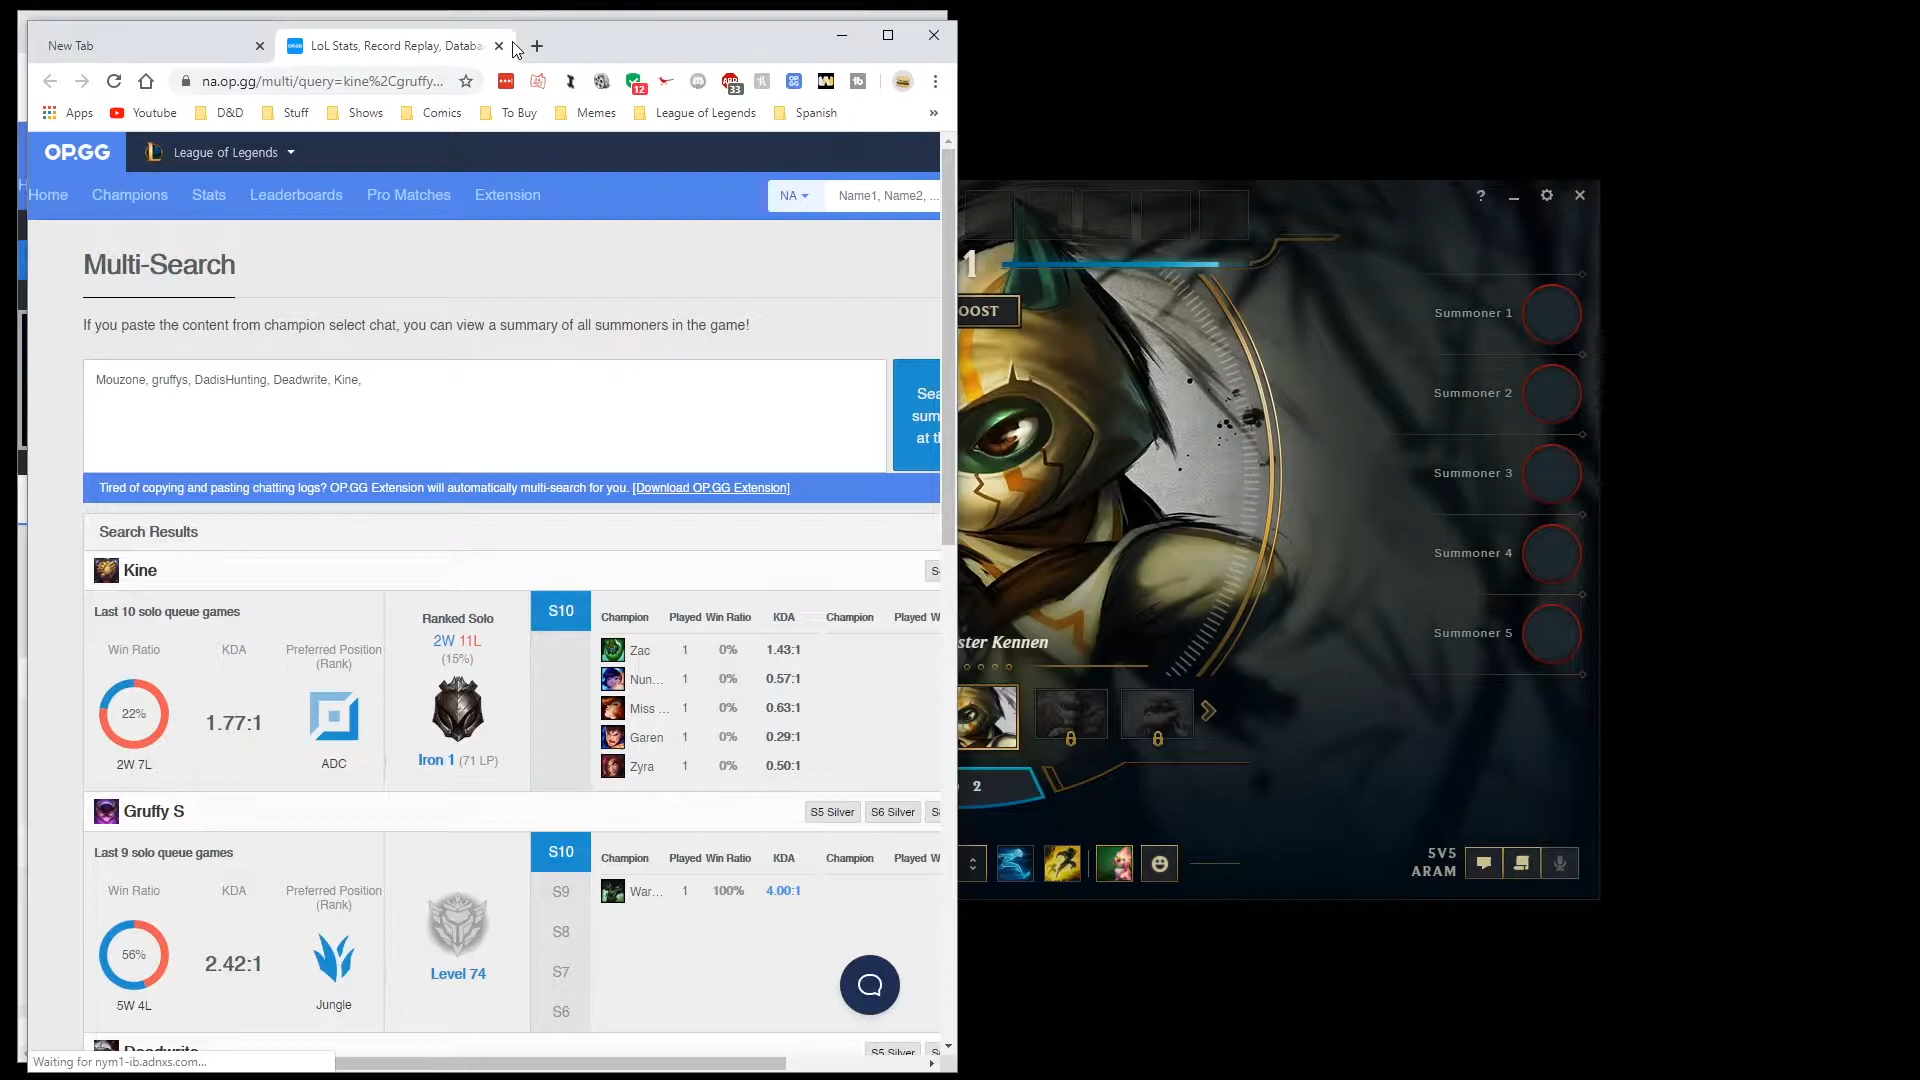 New Tab
LoL Stats, Record Replay, Databa
na.op.gg/multi/query=kine%2Cgruffy...
12
33
Apps Youtube D&D Stuff Shows Comics To Buy Memes League of Legends Spanish »
OP.GG League of Legends
Home Champions Stats Leaderboards Pro Matches Extension NA Name1, Name2, ...
Multi-Search
If you paste the content from champion select chat, you can view a summary of all summoners in the game!
Mouzone, gruffys, DadisHunting, Deadwrite, Kine,
Sea
sum
at th
Tired of copying and pasting chatting logs? OP.GG Extension will automatically multi-search for you. [Download OP.GG Extension]
Search Results
Kine
Last 10 solo queue games
Win Ratio KDA Preferred Position (Rank)
22%
1.77:1
2W 7L
ADC
Ranked Solo
2W 11L
(15%)
Iron 1 (71 LP)
S10
Champion Played Win Ratio KDA Champion Played W
Zac 1 0% 1.43:1
Nun... 1 0% 0.57:1
Miss ... 1 0% 0.63:1
Garen 1 0% 0.29:1
Zyra 1 0% 0.50:1
Gruffy S S5 Silver S6 Silver
Last 9 solo queue games
Win Ratio KDA Preferred Position (Rank)
56%
2.42:1
5W 4L
Jungle
Level 74
S10
S9
S8
S7
S6
Champion Played Win Ratio KDA Champion Played W
War... 1 100% 4.00:1
Deadwrite S5 Silver
Waiting for nym1-ib.adnxs.com...
?
1
OOST
ster Kennen
2
Summoner 1
Summoner 2
Summoner 3
Summoner 4
Summoner 5
5V5
ARAM